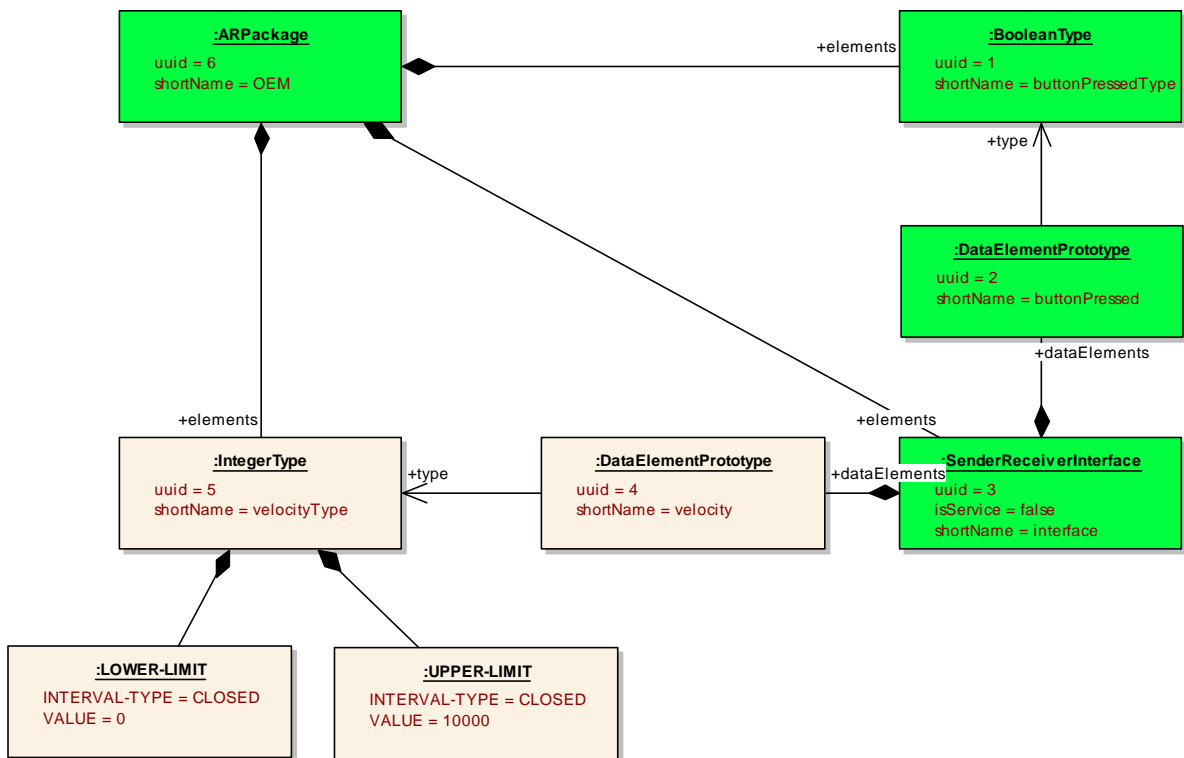 :ARPackage
uuid = 6
shortName = OEM
+elements
:BooleanType
uuid = 1
shortName = buttonPressedType
+type
:DataElementPrototype
uuid = 2
shortName = buttonPressed
+dataElements
+elements
+elements
:IntegerType
uuid = 5
shortName = velocityType
+type
:DataElementPrototype
uuid = 4
shortName = velocity
+dataElements
:SenderReceiverInterface
uuid = 3
isService = false
shortName = interface
:LOWER-LIMIT
INTERVAL-TYPE = CLOSED
VALUE = 0
:UPPER-LIMIT
INTERVAL-TYPE = CLOSED
VALUE = 10000